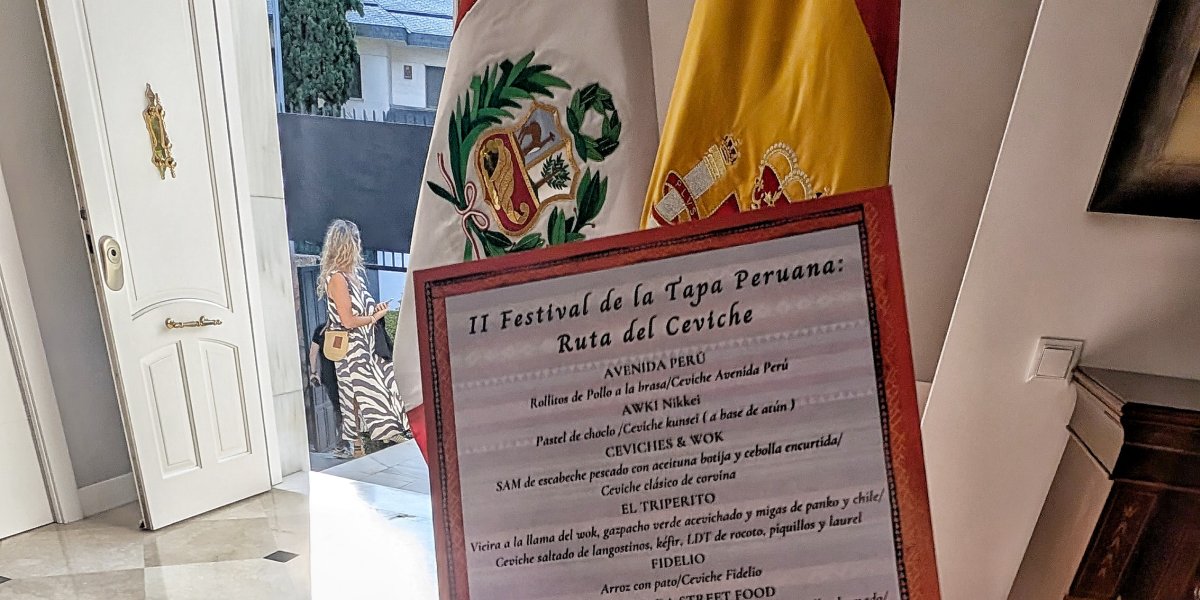 II Festival de la Tapa Peruana:
Ruta del Ceviche
AVENIDA PERÚ
Rollitos de Pollo a la brasa/Ceviche Avenida Perú
AWKI Nikkei
Pastel de choclo /Ceviche kunsei ( a base de atún )
CEVICHES & WOK
SAM de escabeche pescado con aceituna botija y cebolla encurtida/
Ceviche clásico de corvina
EL TRIPERITO
Vieira a la llama del wok, gazpacho verde acevichado y migas de panko y chile/
Ceviche saltado de langostinos, kéfir, LDT de rocoto, piquillos y laurel
FIDELIO
Arroz con pato/Ceviche Fidelio
STREET FOOD